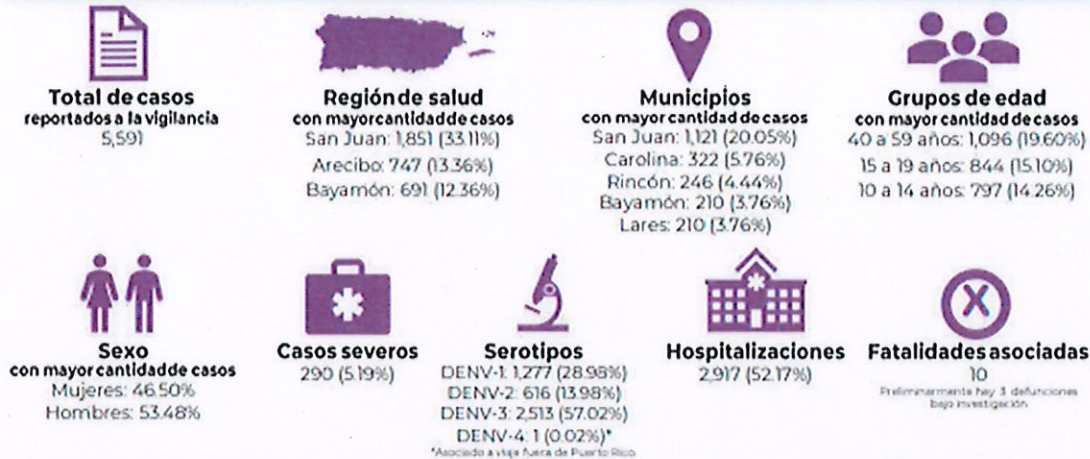 Total de casos
reportados a la vigilancia
5,591
Región de salud
con mayor cantidad de casos
San Juan: 1,851 (33.11%)
Arecibo: 747 (13.36%)
Bayamón: 691 (12.36%)
Municipios
con mayor cantidad de casos
San Juan: 1,121 (20.05%)
Carolina: 322 (5.76%)
Rincón: 246 (4.44%)
Bayamón: 210 (3.76%)
Lares: 210 (3.76%)
Grupos de edad
con mayor cantidad de casos
40 a 59 años: 1,096 (19.60%)
15 a 19 años: 844 (15.10%)
10 a 14 años: 797 (14.26%)
Sexo
con mayor cantidad de casos
Mujeres: 46.50%
Hombres: 53.48%
Casos severos
290 (5.19%)
Serotipos
DENV-1: 1,277 (28.98%)
DENV-2: 616 (13.98%)
DENV-3: 2,513 (57.02%)
DENV-4: 1 (0.02%)*
*Asociado a viaje fuera de Puerto Rico
Hospitalizaciones
2,917 (52.17%)
Fatalidades asociadas
10
Preliminarmente hay 3 defunciones
bajo investigación